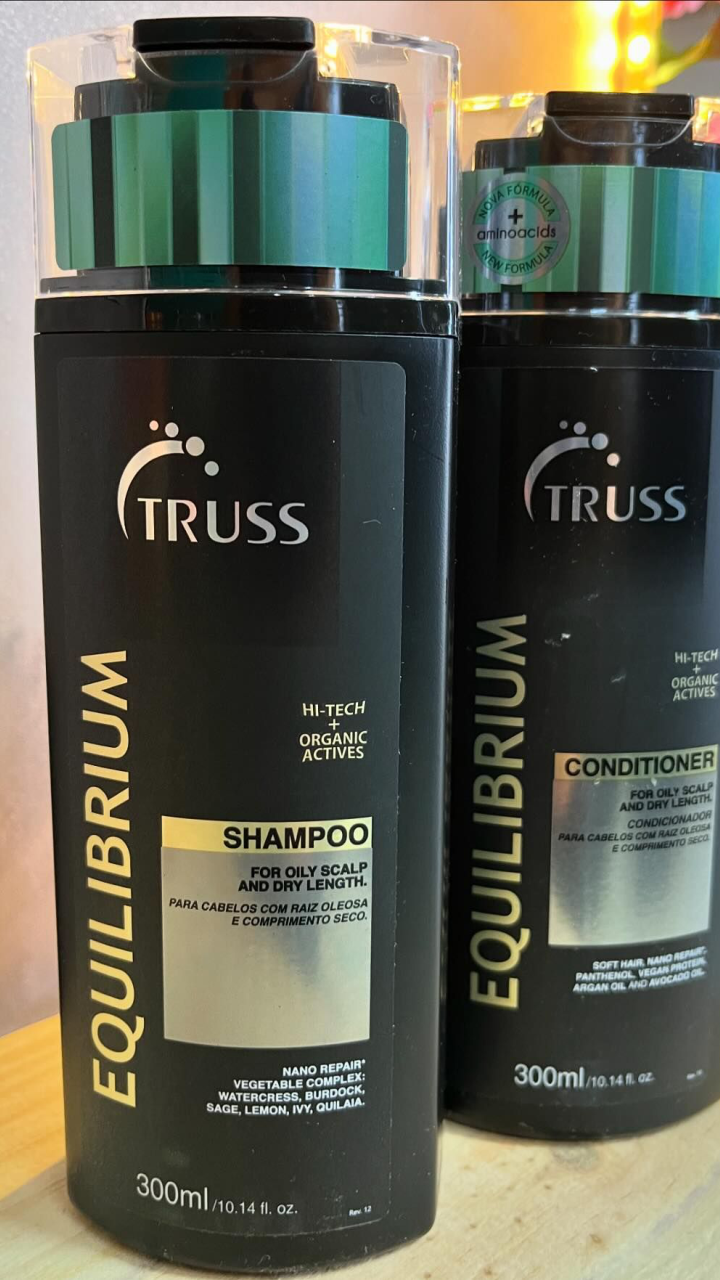 TRUSS
EQUILIBRIUM
HI-TECH
+
ORGANIC
ACTIVES
SHAMPOO
FOR OILY SCALP
AND DRY LENGTH.
PARA CABELOS COM RAIZ OLEOSA
E COMPRIMENTO SECO.
NANO REPAIR*
VEGETABLE COMPLEX:
WATERCRESS, BURDOCK,
SAGE, LEMON, IVY, QUILAIA.
300ml/10.14 fl. oz.
Rev. 12
NOVA FÓRMULA
+
aminoacids
NEW FORMULA
TRUSS
EQUILIBRIUM
HI-TECH
+
ORGANIC
ACTIVES
CONDITIONER
FOR OILY SCALP
AND DRY LENGTH.
CONDICIONADOR
PARA CABELOS COM RAIZ OLEOSA
E COMPRIMENTO SECO.
SOFT HAIR, NANO REPAIR*,
PANTHENOL, VEGAN PROTEIN,
ARGAN OIL AND AVOCADO OIL.
300ml/10.14 fl. oz.